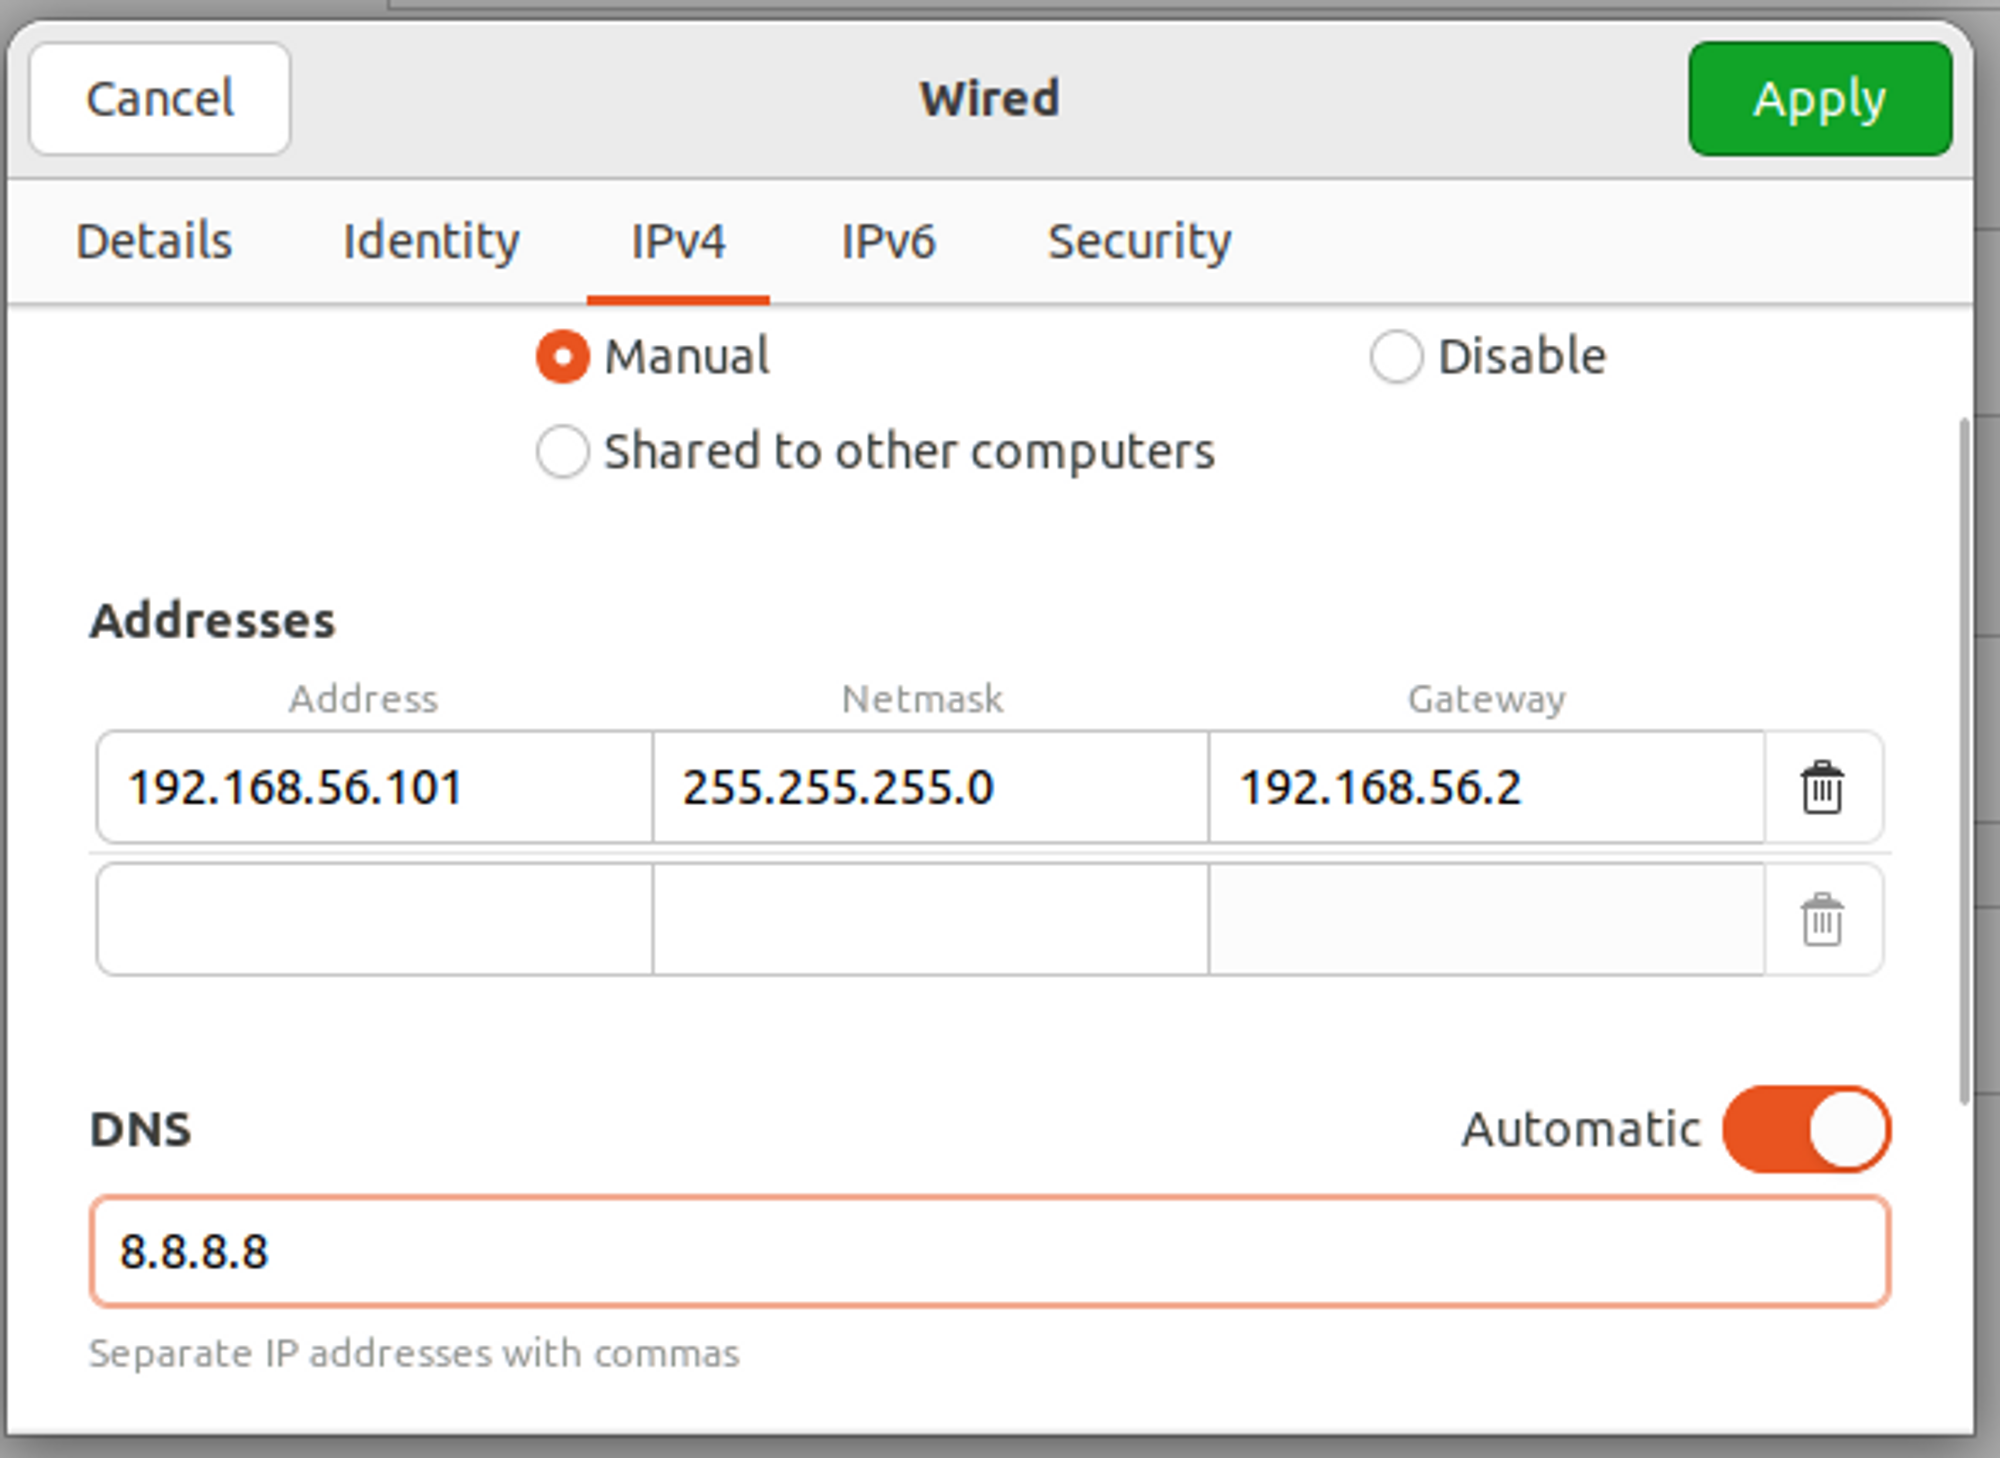 Cancel Wired Apply
Details Identity IPv4 IPv6 Security
Manual Disable
Shared to other computers
Addresses
Address Netmask Gateway
192.168.56.101 255.255.255.0 192.168.56.2
DNS Automatic
8.8.8.8
Separate IP addresses with commas